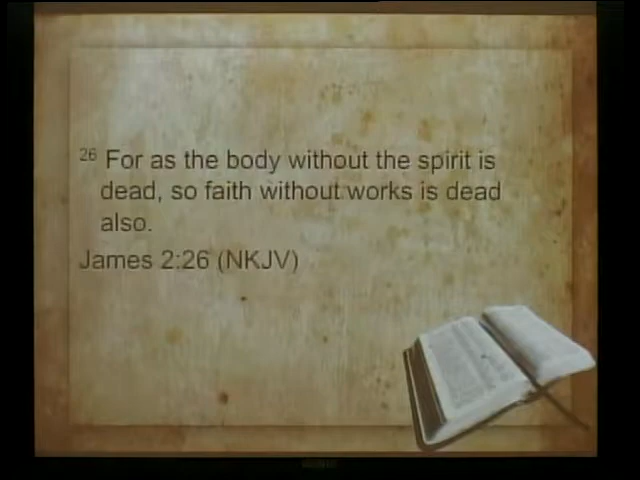 26 For as the body without the spirit is
dead, so faith without works is dead
also.
James 2:26 (NKJV)